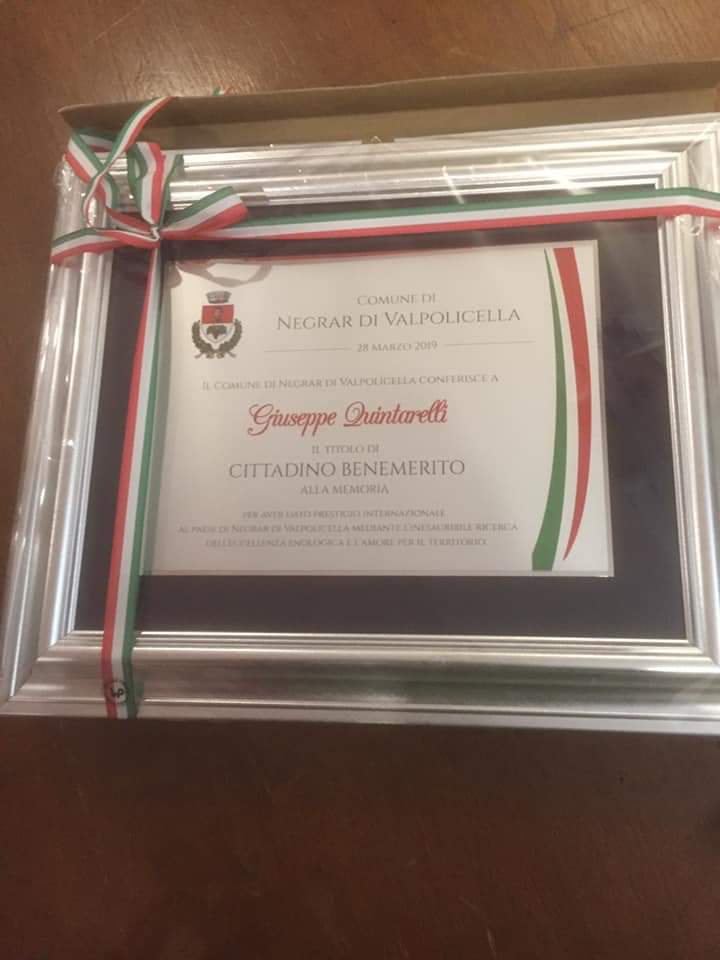 COMUNE DI
NEGRAR DI VALPOLICELLA
28 MARZO 2019
IL COMUNE DI NEGRAR DI VALPOLICELLA CONFERISCE A
Giuseppe Quintarelli
IL TITOLO DI
CITTADINO BENEMERITO
ALLA MEMORIA
PER AVER DATO PRESTIGIO INTERNAZIONALE
AL PAESE DI NEGRAR DI VALPOLICELLA MEDIANTE L'INESAURIBILE RICERCA
DELL'ECCELLENZA ENOLOGICA E L'AMORE PER IL TERRITORIO.